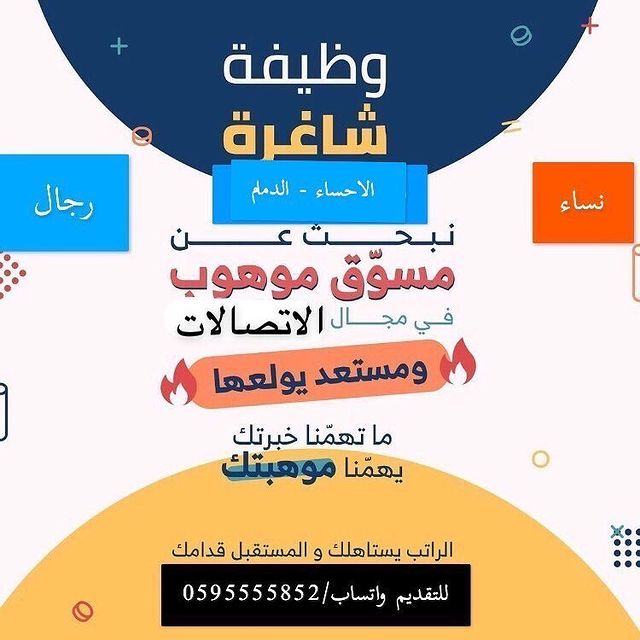 وظيفة
شاغرة
رجال
الاحساء - الدمام
نساء
نبحث عن
مسوّق موهوب
في مجال الاتصالات
ومستعد يولعها
ما تهمّنا خبرتك
يهمّنا موهبتك
الراتب يستاهلك و المستقبل قدامك
للتقديم واتساب/0595555852